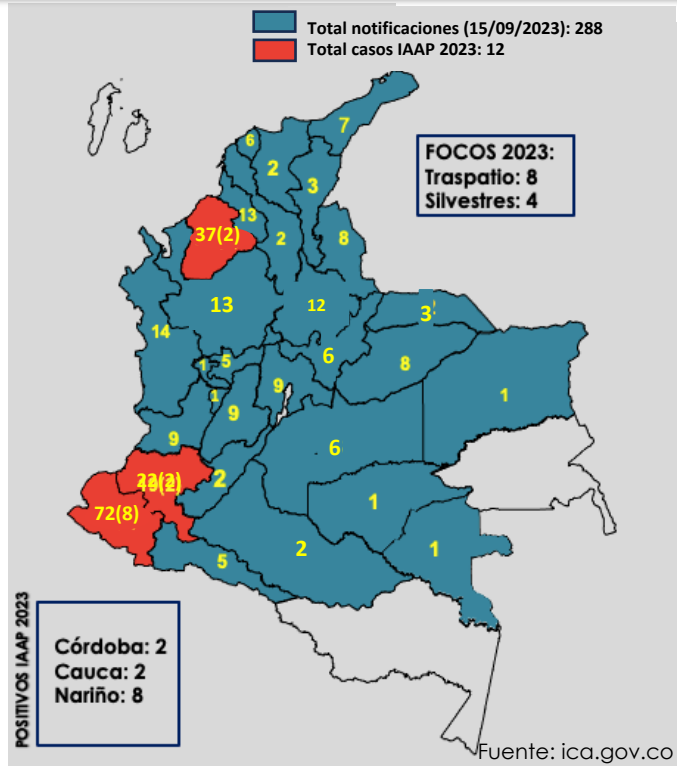 Total notificaciones (15/09/2023): 288
Total casos IAAP 2023: 12
FOCOS 2023:
Traspatio: 8
Silvestres: 4
7
6
2
3
13
37(2)
2
8
13
12
3
14
6
1
5
8
9
1
1
9
9
6
2
72(8)
1
2
1
5
POSITIVOS IAAP 2023
Córdoba: 2
Cauca: 2
Nariño: 8
Fuente: ica.gov.co